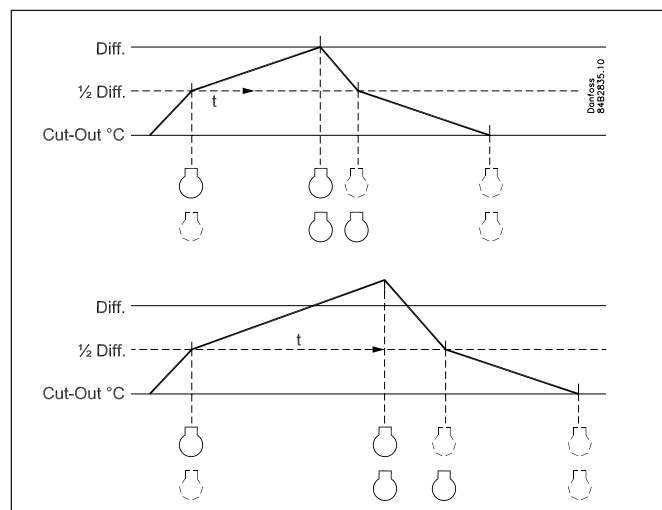 Diff.
½ Diff.
t
Cut-Out °C
Danfoss
84B2835.10
Diff.
½ Diff.
t
Cut-Out °C